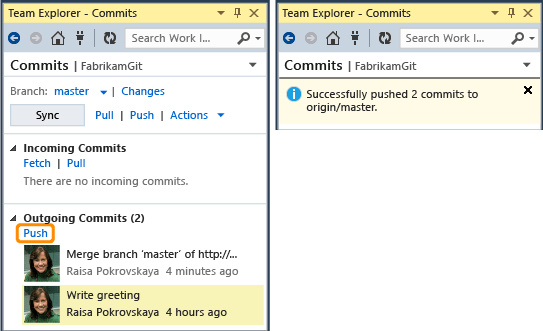 Team Explorer - Commits
Search Work I...
Commits | FabrikamGit
Branch: master | Changes
Sync Pull | Push | Actions
Incoming Commits
Fetch | Pull
There are no incoming commits.
Outgoing Commits (2)
Push
Merge branch 'master' of http://...
Raisa Pokrovskaya 4 minutes ago
Write greeting
Raisa Pokrovskaya 4 hours ago
Team Explorer - Commits
Search Work I...
Commits | FabrikamGit
Successfully pushed 2 commits to
origin/master.